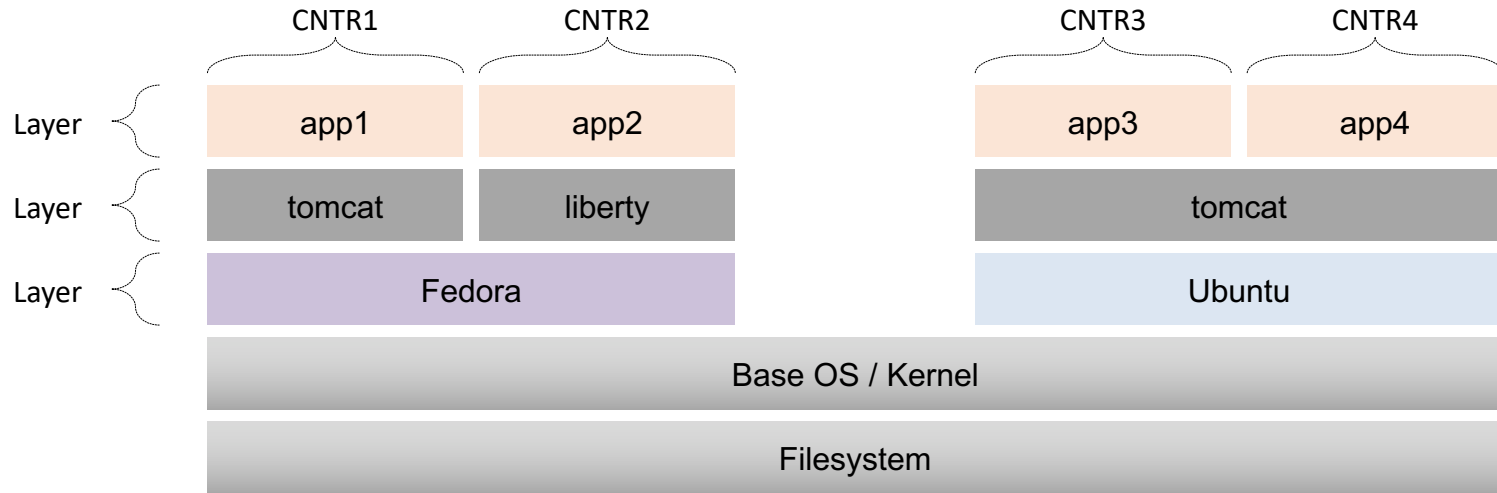 CNTR1 CNTR2 CNTR3 CNTR4
Layer app1 app2 app3 app4
Layer tomcat liberty tomcat
Layer Fedora Ubuntu
Base OS / Kernel
Filesystem